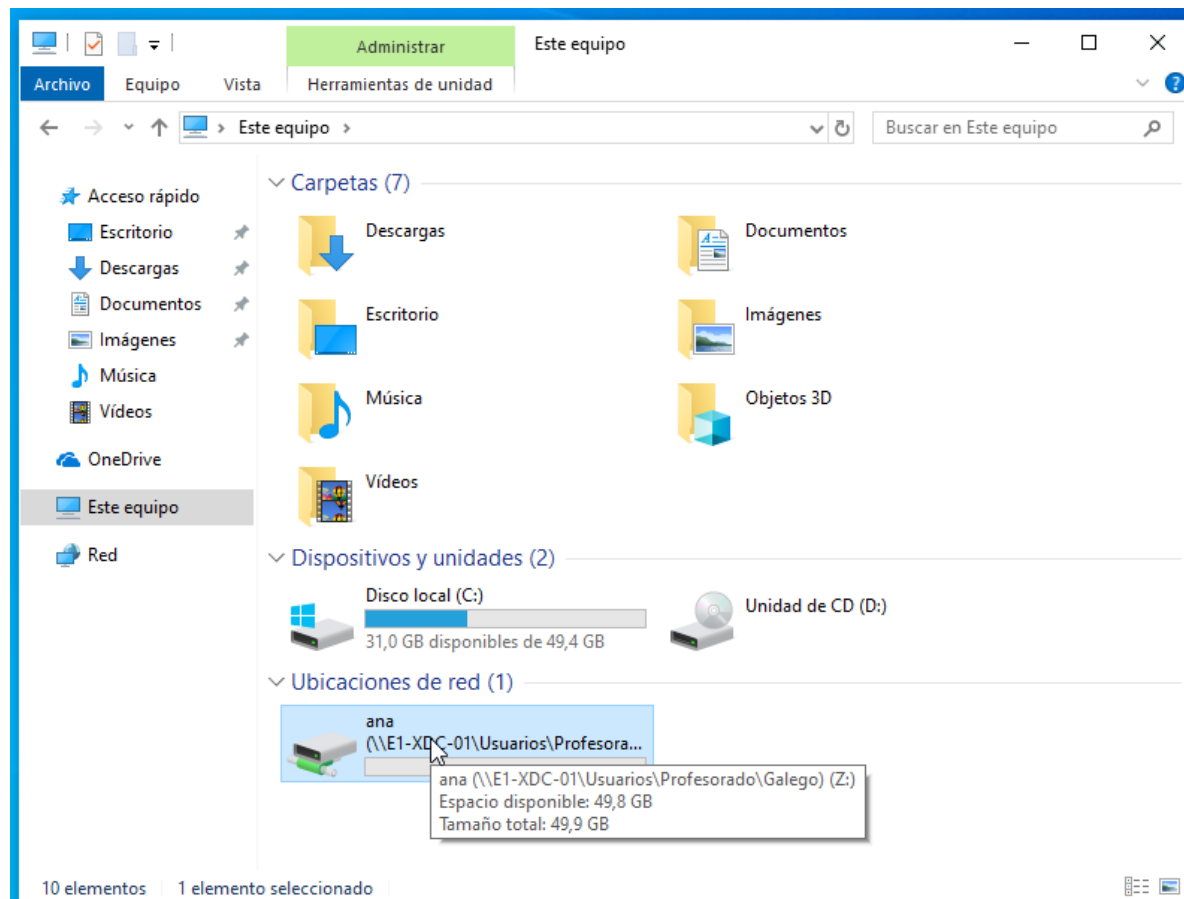 Administrar
Este equipo
Archivo
Equipo
Vista
Herramientas de unidad
?
Este equipo
Buscar en Este equipo
Acceso rápido
Escritorio
Descargas
Documentos
Imágenes
Música
Vídeos
OneDrive
Este equipo
Red
Carpetas (7)
Descargas
Documentos
Escritorio
Imágenes
Música
Objetos 3D
Vídeos
Dispositivos y unidades (2)
Disco local (C:)
31,0 GB disponibles de 49,4 GB
Unidad de CD (D:)
Ubicaciones de red (1)
ana
(\\E1-XDC-01\Usuarios\Profesora...
ana (\\E1-XDC-01\Usuarios\Profesorado\Galego) (Z:)
Espacio disponible: 49,8 GB
Tamaño total: 49,9 GB
10 elementos
1 elemento seleccionado